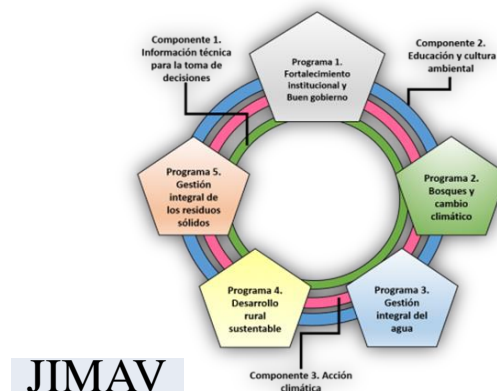 Componente 1.
Información técnica
para la toma de
decisiones
Programa 1.
Fortalecimiento
institucional y
Buen gobierno
Componente 2.
Educación y cultura
ambiental
Programa 5.
Gestión
integral de
los residuos
sólidos
Programa 2.
Bosques y
cambio
climático
Programa 4.
Desarrollo
rural
sustentable
Programa 3.
Gestión
integral del
agua
Componente 3. Acción
climática
JIMAV